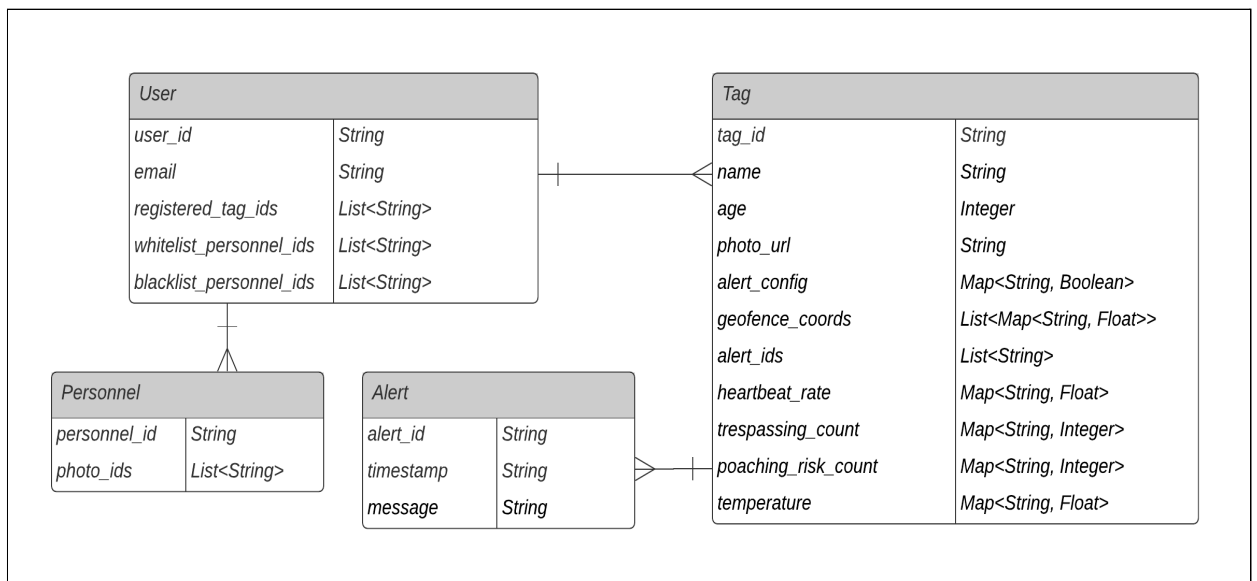 User
user_id String
email String
registered_tag_ids List<String>
whitelist_personnel_ids List<String>
blacklist_personnel_ids List<String>
Tag
tag_id String
name String
age Integer
photo_url String
alert_config Map<String, Boolean>
geofence_coords List<Map<String, Float>>
alert_ids List<String>
heartbeat_rate Map<String, Float>
trespassing_count Map<String, Integer>
poaching_risk_count Map<String, Integer>
temperature Map<String, Float>
Personnel
personnel_id String
photo_ids List<String>
Alert
alert_id String
timestamp String
message String